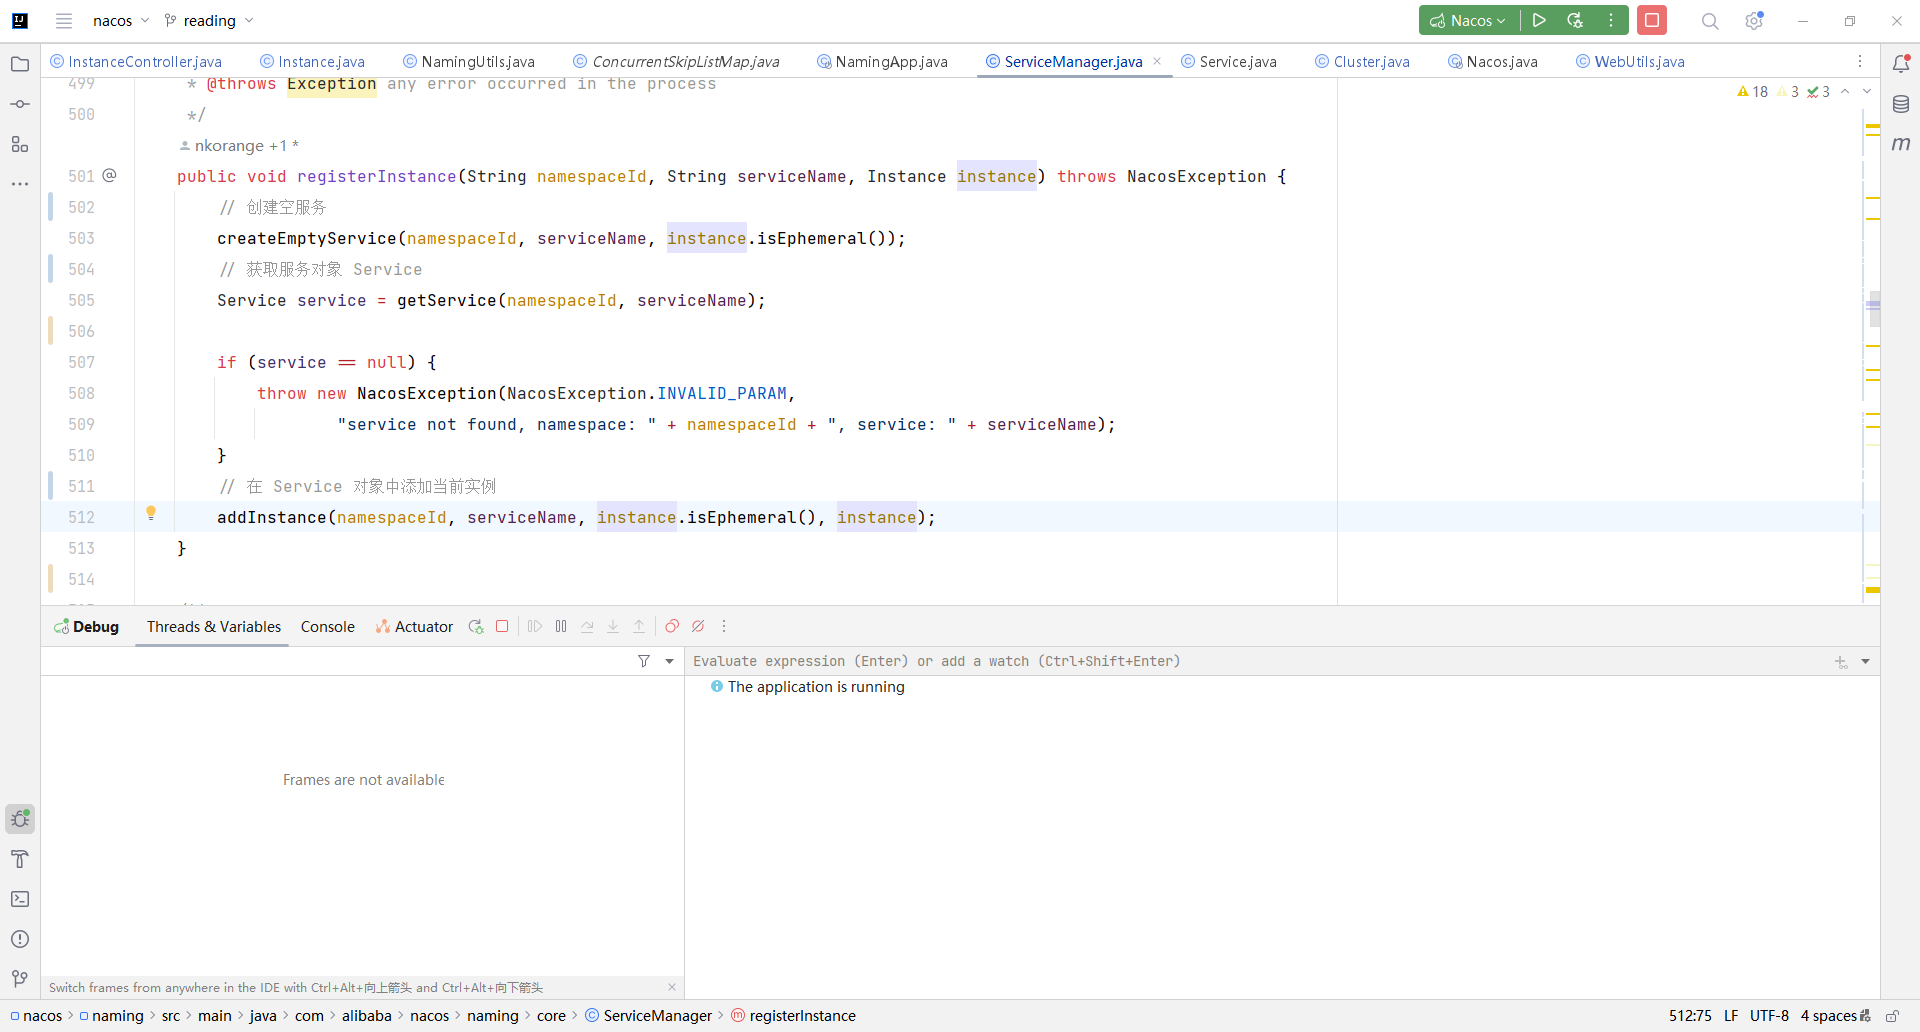 nacos reading Nacos
InstanceController.java Instance.java NamingUtils.java ConcurrentSkipListMap.java NamingApp.java ServiceManager.java Service.java Cluster.java Nacos.java WebUtils.java
499 * @throws Exception any error occurred in the process
18 3 3
500 */
nkorange +1 *
501 @ public void registerInstance(String namespaceId, String serviceName, Instance instance) throws NacosException {
502 // 创建空服务
503 createEmptyService(namespaceId, serviceName, instance.isEphemeral());
504 // 获取服务对象 Service
505 Service service = getService(namespaceId, serviceName);
506
507 if (service == null) {
508 throw new NacosException(NacosException.INVALID_PARAM,
509 "service not found, namespace: " + namespaceId + ", service: " + serviceName);
510 }
511 // 在 Service 对象中添加当前实例
512 addInstance(namespaceId, serviceName, instance.isEphemeral(), instance);
513 }
514
Debug Threads & Variables Console Actuator
Evaluate expression (Enter) or add a watch (Ctrl+Shift+Enter)
The application is running
Frames are not available
Switch frames from anywhere in the IDE with Ctrl+Alt+向上箭头 and Ctrl+Alt+向下箭头
nacos > naming > src > main > java > com > alibaba > nacos > naming > core > ServiceManager > registerInstance 512:75 LF UTF-8 4 spaces